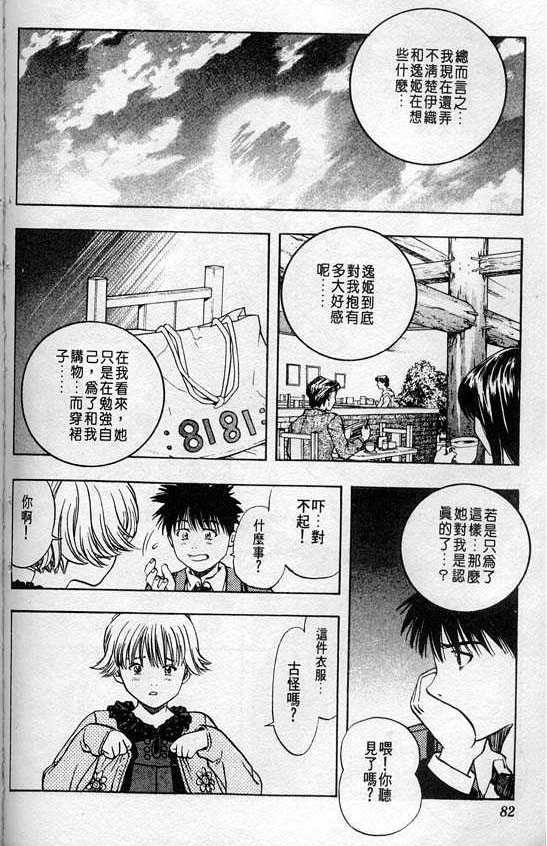 總而言之…
我現在還弄
不清楚伊織
和逸姬在想
些什麼…
逸姬到底
對我抱有
多大好感
呢……
在我看來，她
只是在勉強自
己，為了和我
購物…而穿裙
子……
8181
若是只為了
這樣…那麼
她對我是認
真的了…？
喂！你聽
見了嗎？
吓…對
不起！
什麼事？
你啊！
這件衣服…
古怪嗎？
82